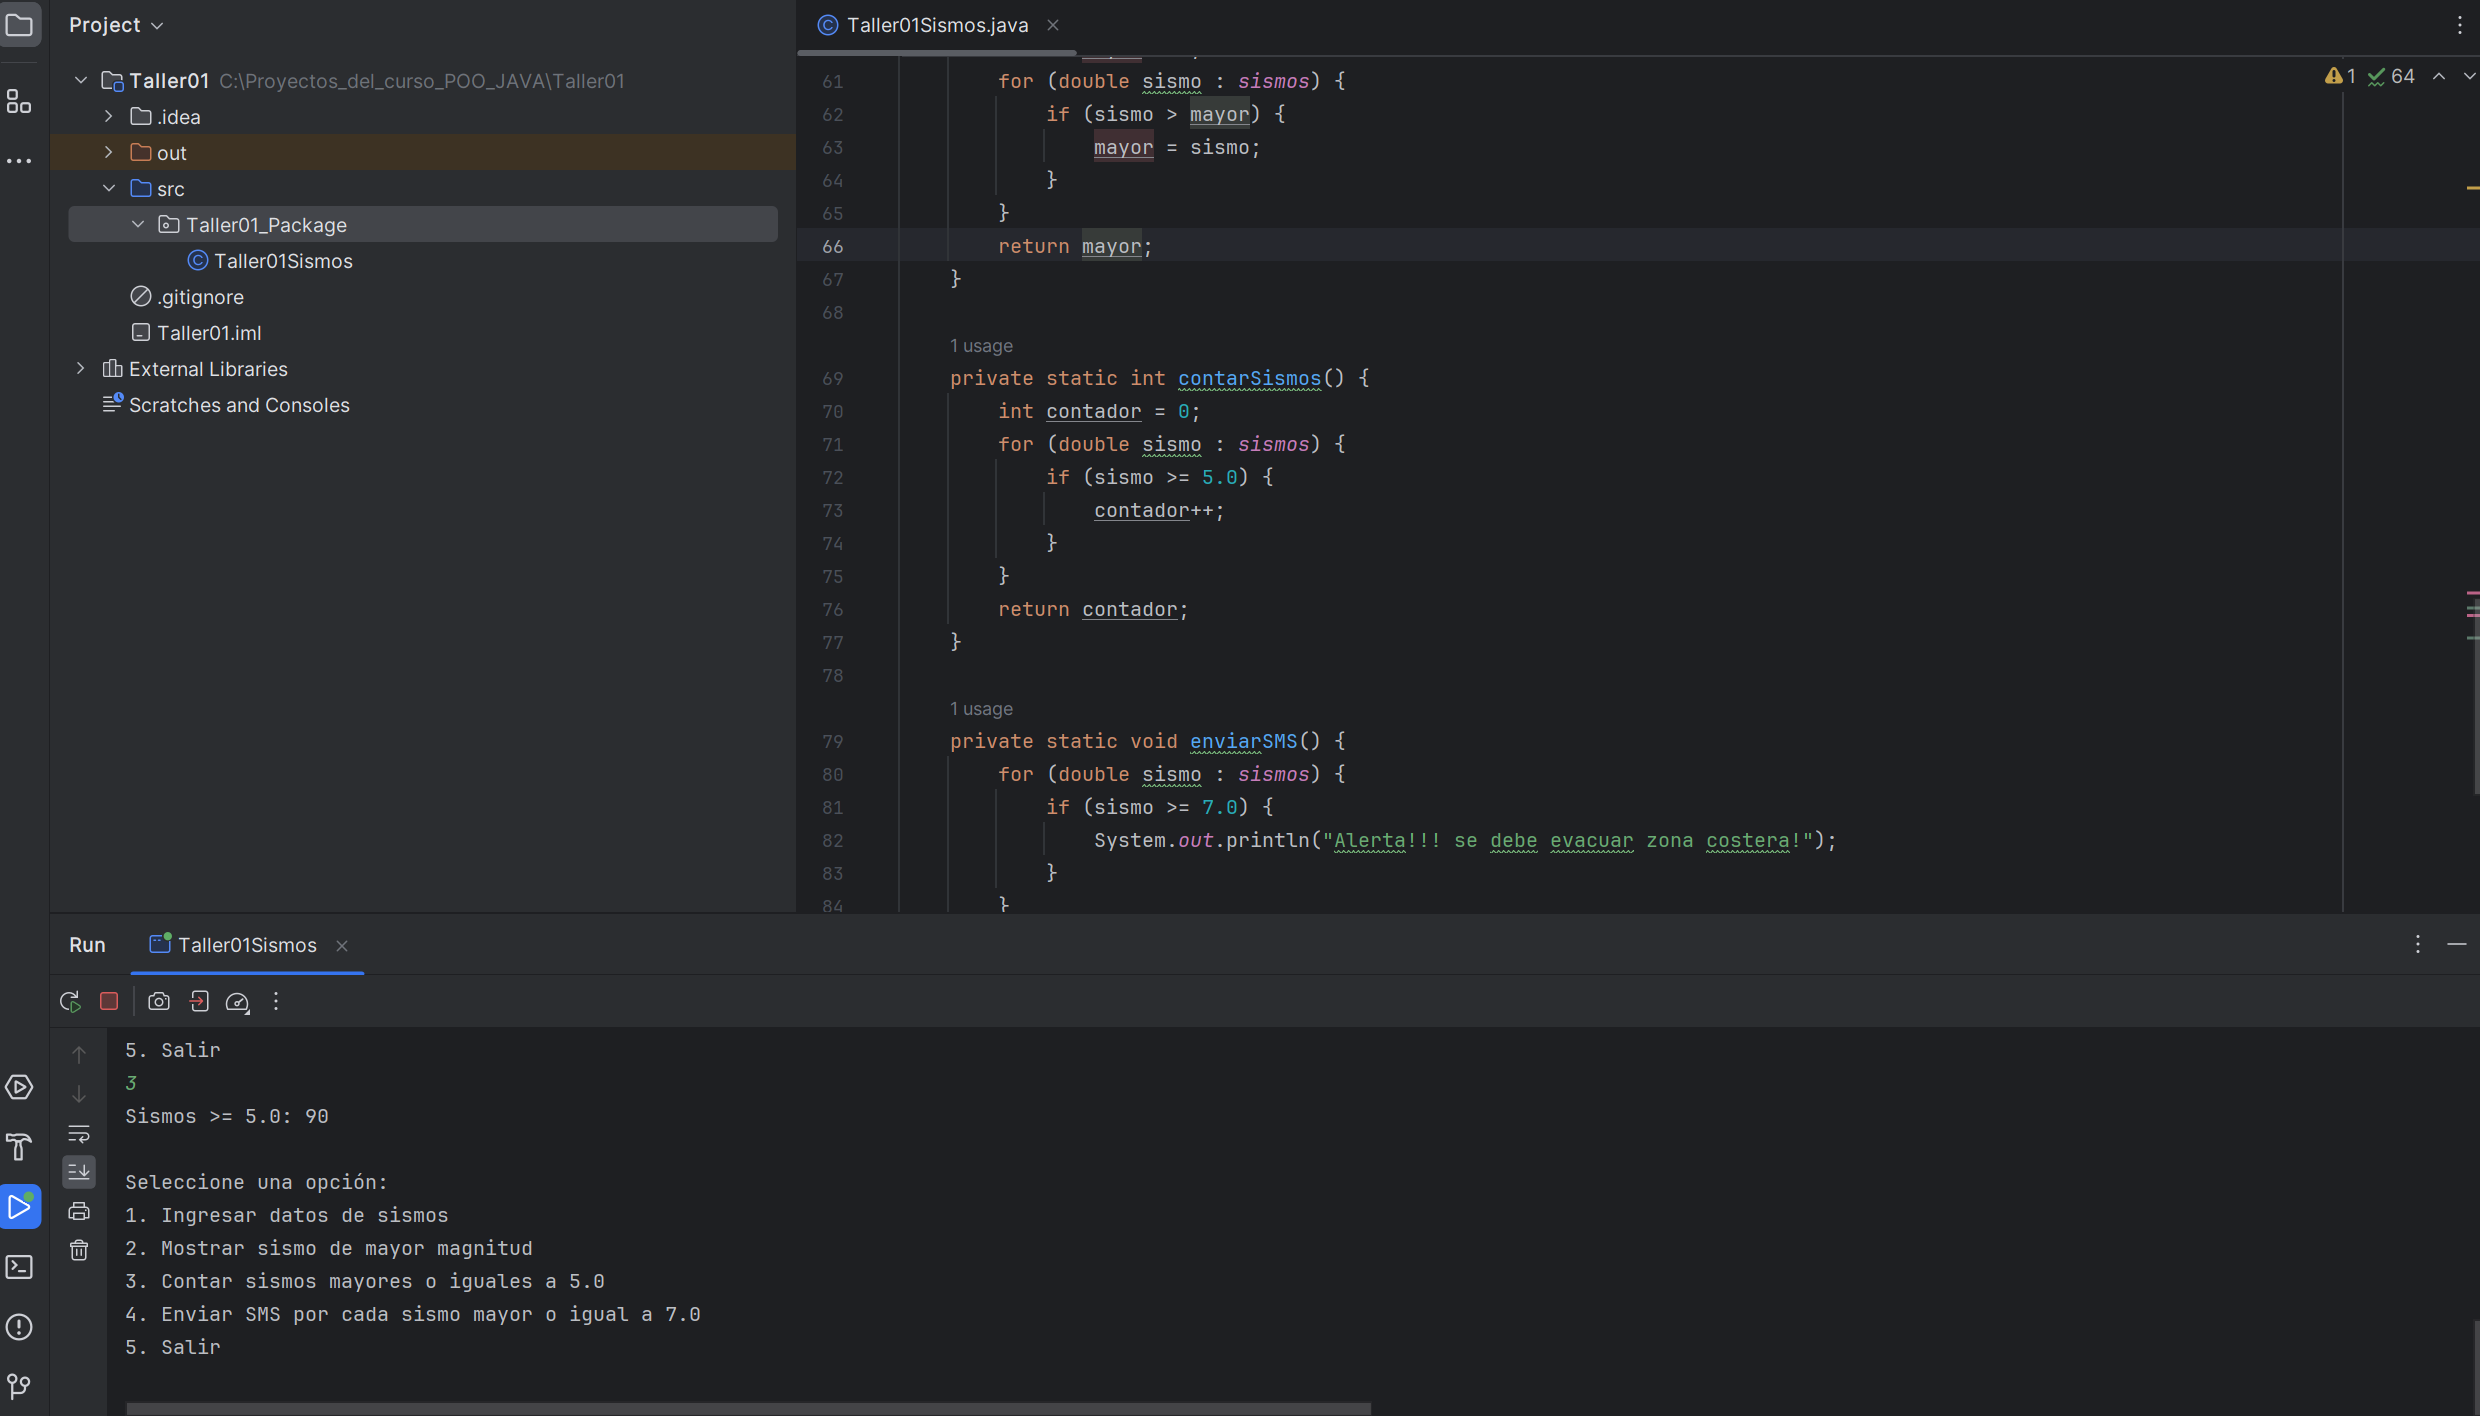 Project
Taller01 C:\Proyectos_del_curso_POO_JAVA\Taller01
.idea
out
src
Taller01_Package
Taller01Sismos
.gitignore
Taller01.iml
External Libraries
Scratches and Consoles
Taller01Sismos.java
1 64
61 for (double sismo : sismos) {
62 if (sismo > mayor) {
63 mayor = sismo;
64 }
65 }
66 return mayor;
67 }
68
1 usage
69 private static int contarSismos() {
70 int contador = 0;
71 for (double sismo : sismos) {
72 if (sismo >= 5.0) {
73 contador++;
74 }
75 }
76 return contador;
77 }
78
1 usage
79 private static void enviarSMS() {
80 for (double sismo : sismos) {
81 if (sismo >= 7.0) {
82 System.out.println("Alerta!!! se debe evacuar zona costera!");
83 }
84 }
Run Taller01Sismos
5. Salir
3
Sismos >= 5.0: 90
Seleccione una opción:
1. Ingresar datos de sismos
2. Mostrar sismo de mayor magnitud
3. Contar sismos mayores o iguales a 5.0
4. Enviar SMS por cada sismo mayor o igual a 7.0
5. Salir